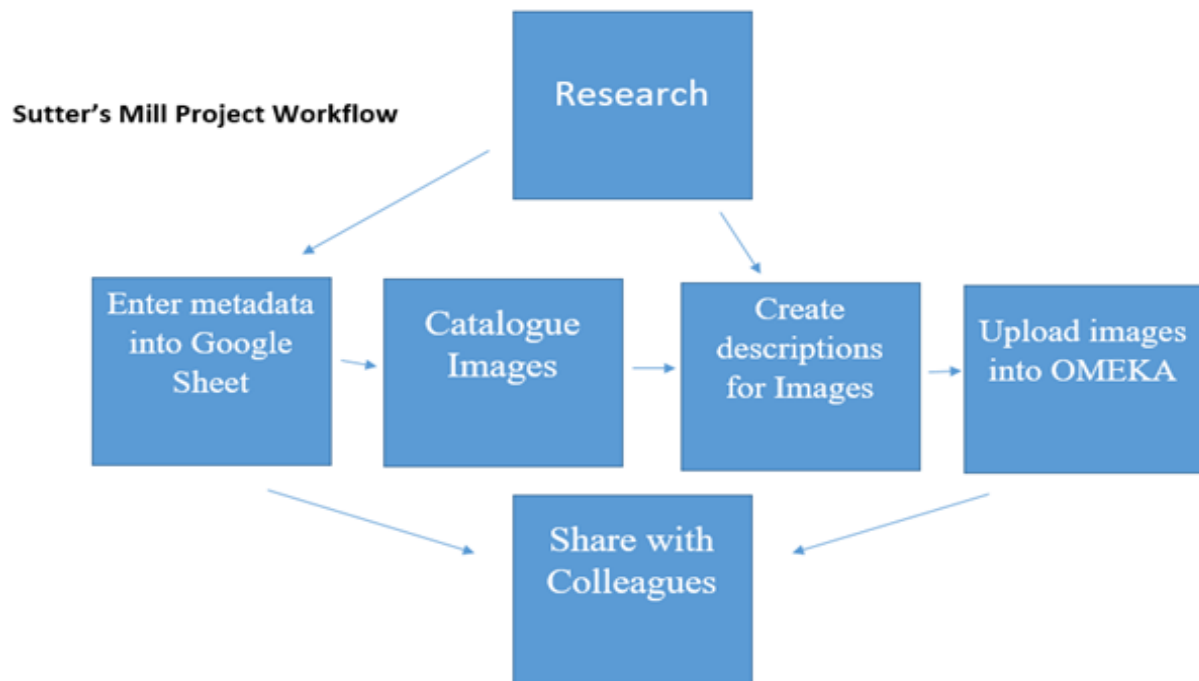 Research
Sutter’s Mill Project Workflow
Enter metadata
into Google
Sheet
Catalogue
Images
Create
descriptions
for Images
Upload images
into OMEKA
Share with
Colleagues